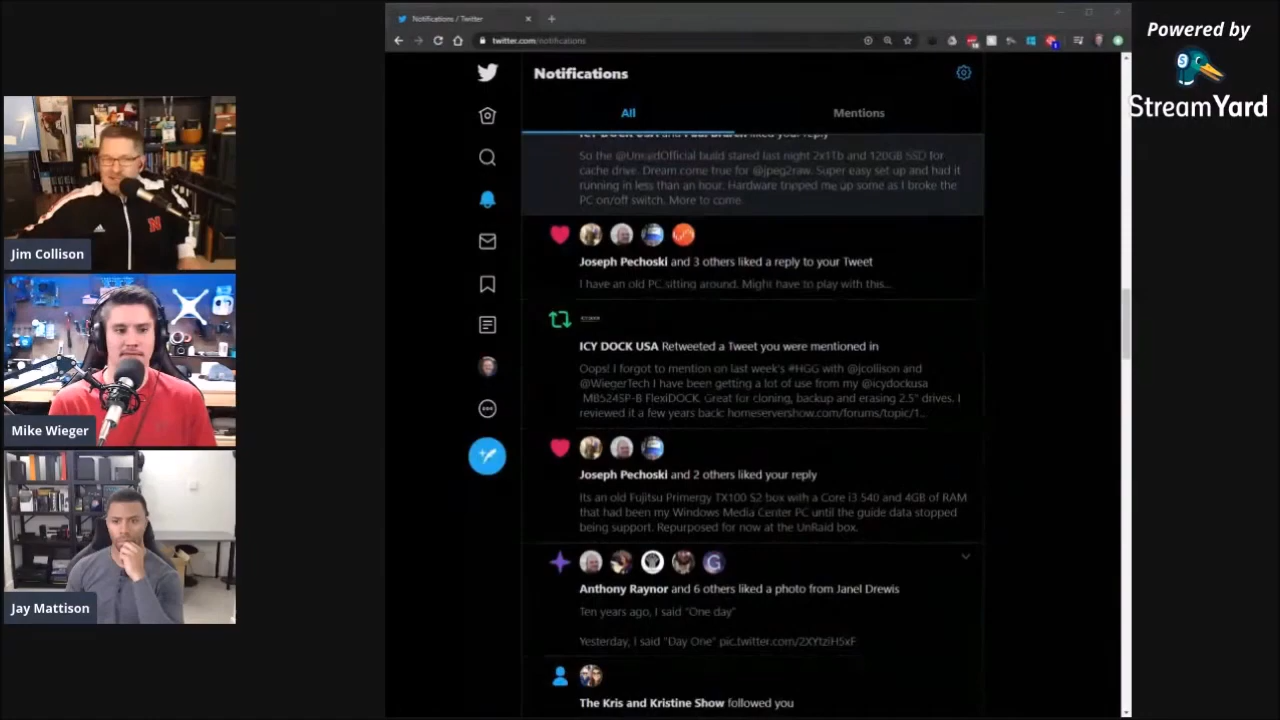 Notifications / Twitter
twitter.com/notifications
Powered by
StreamYard
Notifications
All
Mentions
ICY DOCK USA and Paul Braren liked your reply
So the @UnraidOfficial build stared last night 2x1Tb and 120GB SSD for
cache drive. Dream come true for @jpeg2raw. Super easy set up and had it
running in less than an hour. Hardware tripped me up some as I broke the
PC on/off switch. More to come
Joseph Pechoski and 3 others liked a reply to your Tweet
I have an old PC sitting around. Might have to play with this...
ICY DOCK USA Retweeted a Tweet you were mentioned in
Oops! I forgot to mention on last week's #HGG with @jcollison and
@WiegerTech I have been getting a lot of use from my @icydockusa
MB524SP-B FlexiDOCK. Great for cloning, backup and erasing 2.5" drives. I
reviewed it a few years back: homeservershow.com/forums/topic/1...
Joseph Pechoski and 2 others liked your reply
Its an old Fujitsu Primergy TX100 S2 box with a Core i3 540 and 4GB of RAM
that had been my Windows Media Center PC until the guide data stopped
being support. Repurposed for now at the UnRaid box.
Anthony Raynor and 6 others liked a photo from Janel Drewis
Ten years ago, I said "One day"
Yesterday, I said "Day One"
The Kris and Kristine Show followed you
Jim Collison
Mike Wieger
Jay Mattison